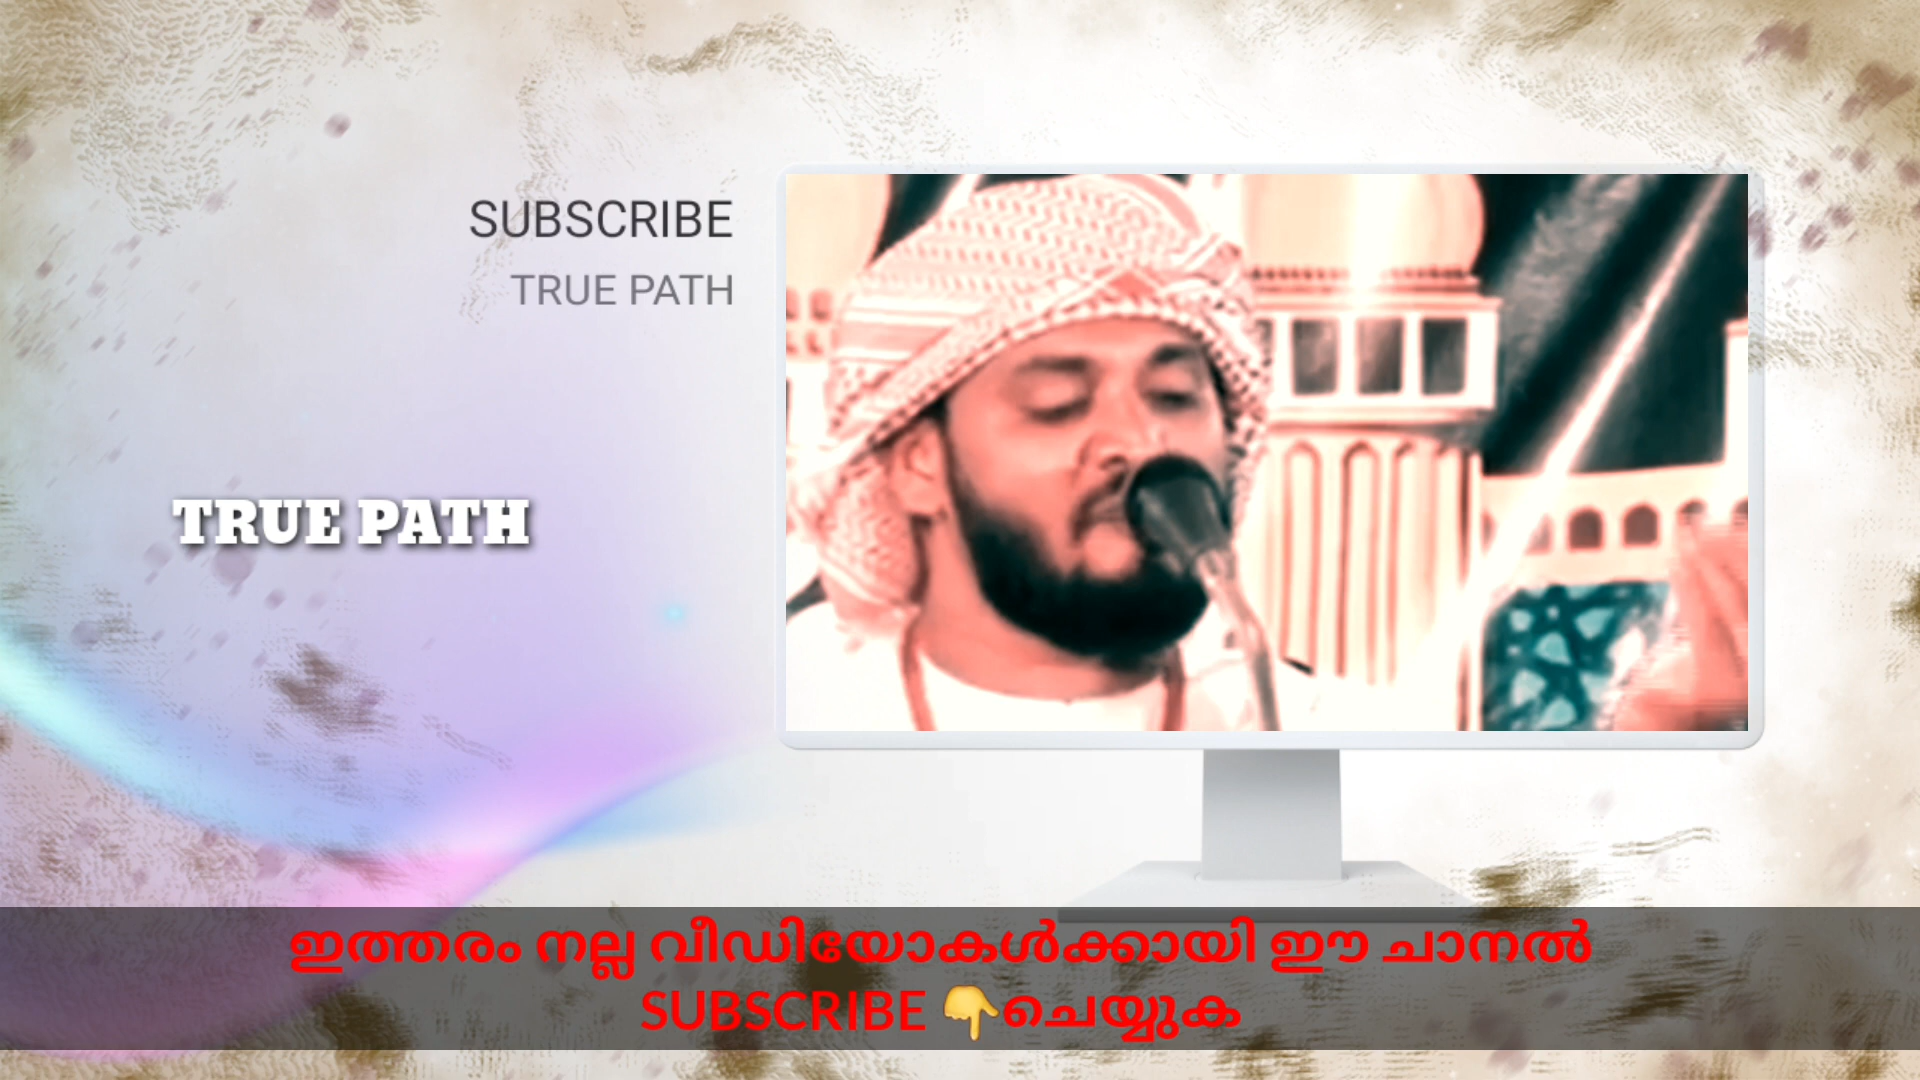 SUBSCRIBE
TRUE PATH
TRUE PATH
ഇത്തരം നല്ല വീഡിയോകൾക്കായി ഈ ചാനൽ
SUBSCRIBE 👇ചെയ്യുക